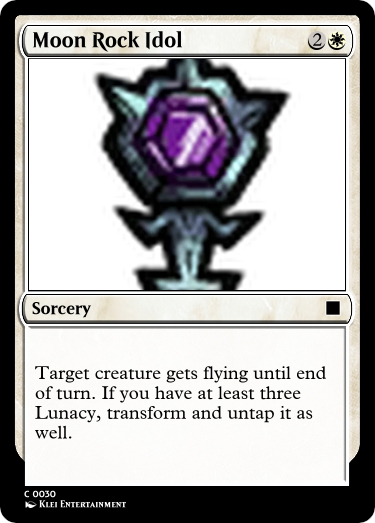 Moon Rock Idol 2
Sorcery
Target creature gets flying until end
of turn. If you have at least three
Lunacy, transform and untap it as
well.
C 0030
Klei Entertainment